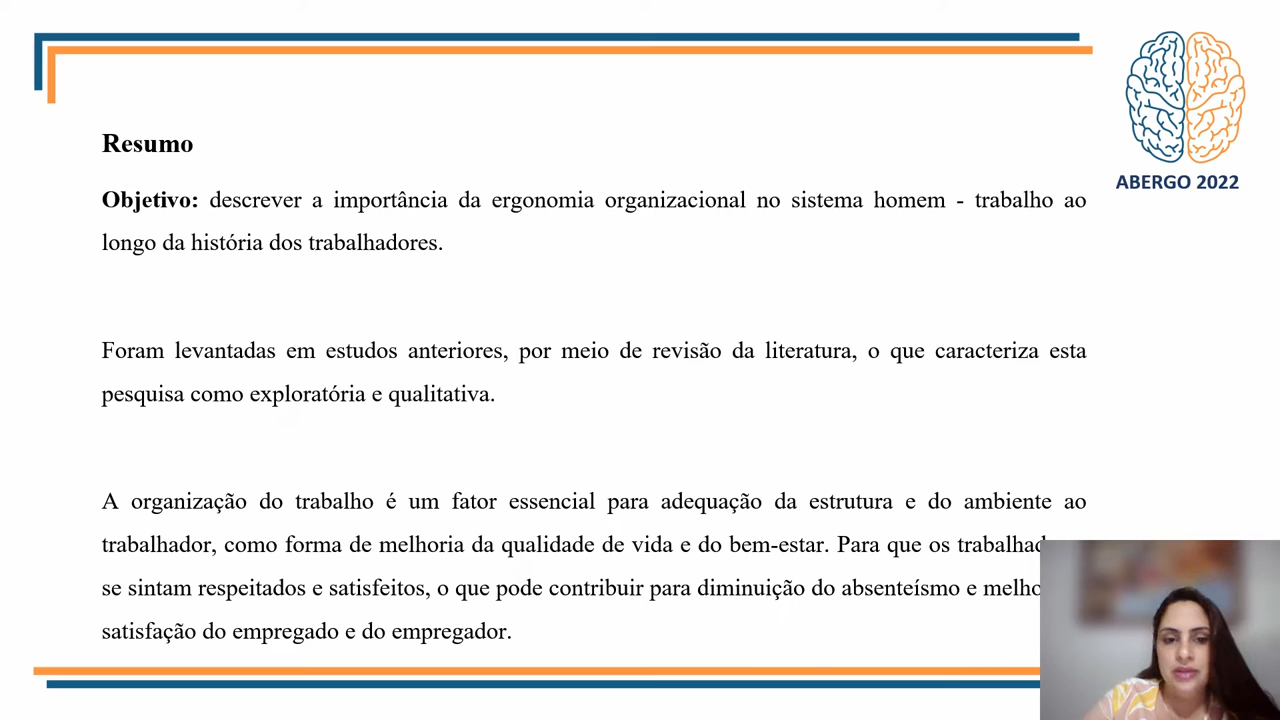 ABERGO 2022
Resumo
Objetivo: descrever a importância da ergonomia organizacional no sistema homem - trabalho ao
longo da história dos trabalhadores.
Foram levantadas em estudos anteriores, por meio de revisão da literatura, o que caracteriza esta
pesquisa como exploratória e qualitativa.
A organização do trabalho é um fator essencial para adequação da estrutura e do ambiente ao
trabalhador, como forma de melhoria da qualidade de vida e do bem-estar. Para que os
se sintam respeitados e satisfeitos, o que pode contribuir para diminuição do absenteísmo e
satisfação do empregado e do empregador.